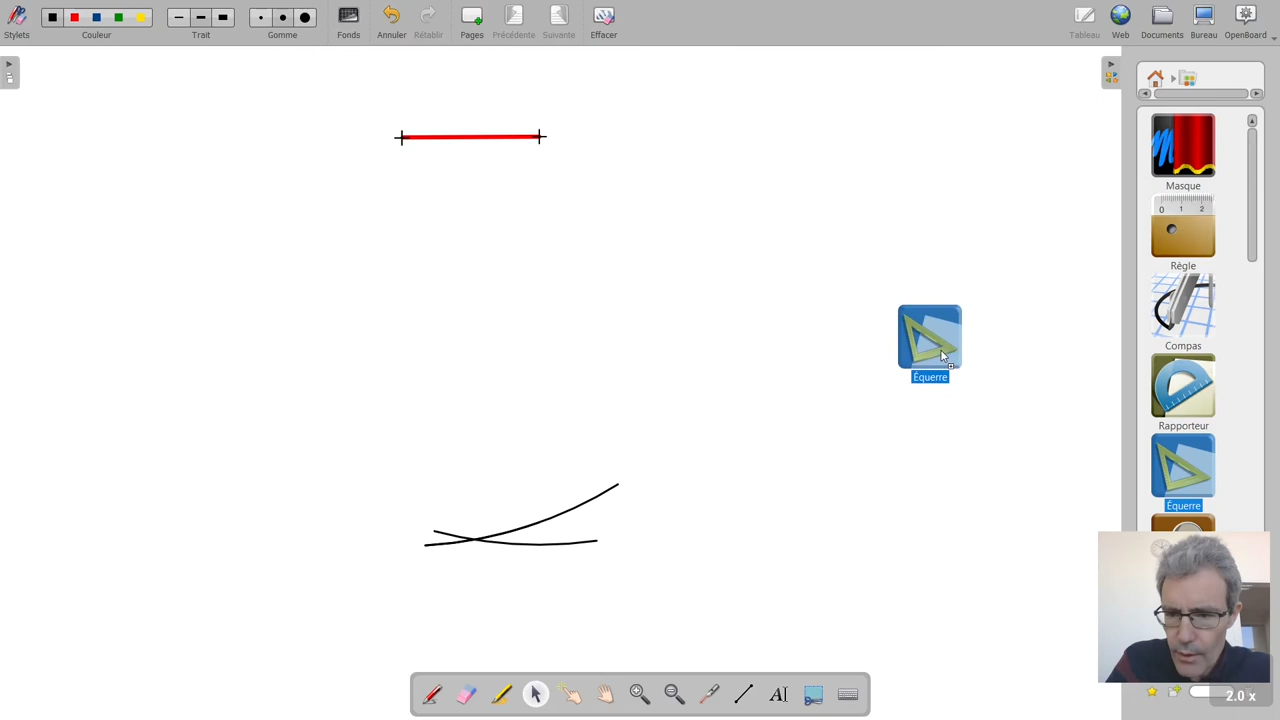 Stylets Couleur Trait Gomme Fonds Annuler Rétablir Pages Précédente Suivante Effacer Tableau Web Documents Bureau OpenBoard
Masque
0 1 2
Règle
Équerre
Compas
Rapporteur
Équerre
AI
2.0 x